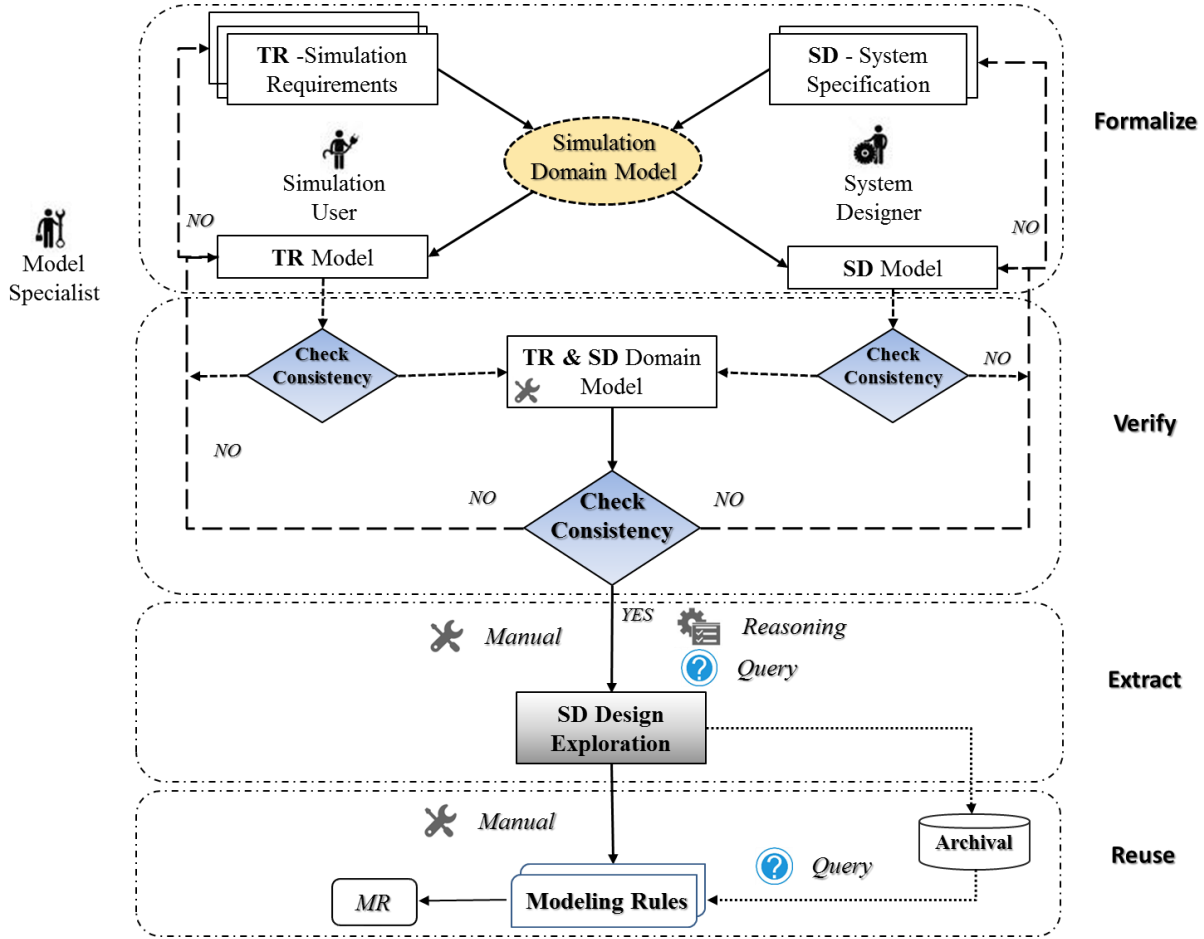 TR -Simulation
Requirements
SD - System
Specification
Formalize
Simulation
Domain Model
Simulation
User
System
Designer
NO
NO
Model
Specialist
TR Model
SD Model
Check
Consistency
TR & SD Domain
Model
Check
Consistency
NO
Verify
NO
NO
NO
Check
Consistency
YES
Manual
Reasoning
Query
Extract
SD Design
Exploration
Manual
Archival
Query
Reuse
MR
Modeling Rules